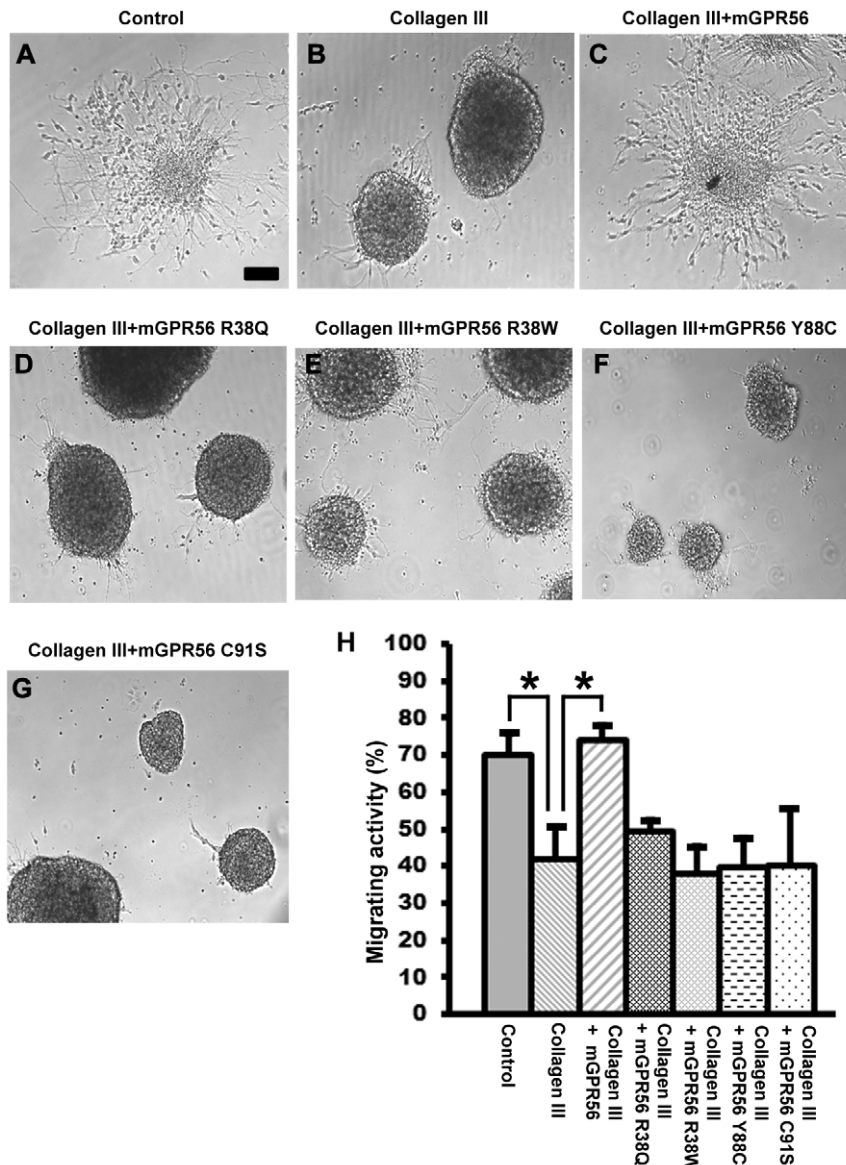 Control
Collagen III
Collagen III+mGPR56
A
B
C
Collagen III+mGPR56 R38Q
Collagen III+mGPR56 R38W
Collagen III+mGPR56 Y88C
D
E
F
Collagen III+mGPR56 C91S
G
H
100
90
80
70
60
50
40
30
20
10
0
Migrating activity (%)
* *
Control
Collagen III
Collagen III
+ mGPR56
Collagen III
+ mGPR56 R38Q
Collagen III
+ mGPR56 R38W
Collagen III
+ mGPR56 Y88C
Collagen III
+ mGPR56 C91S